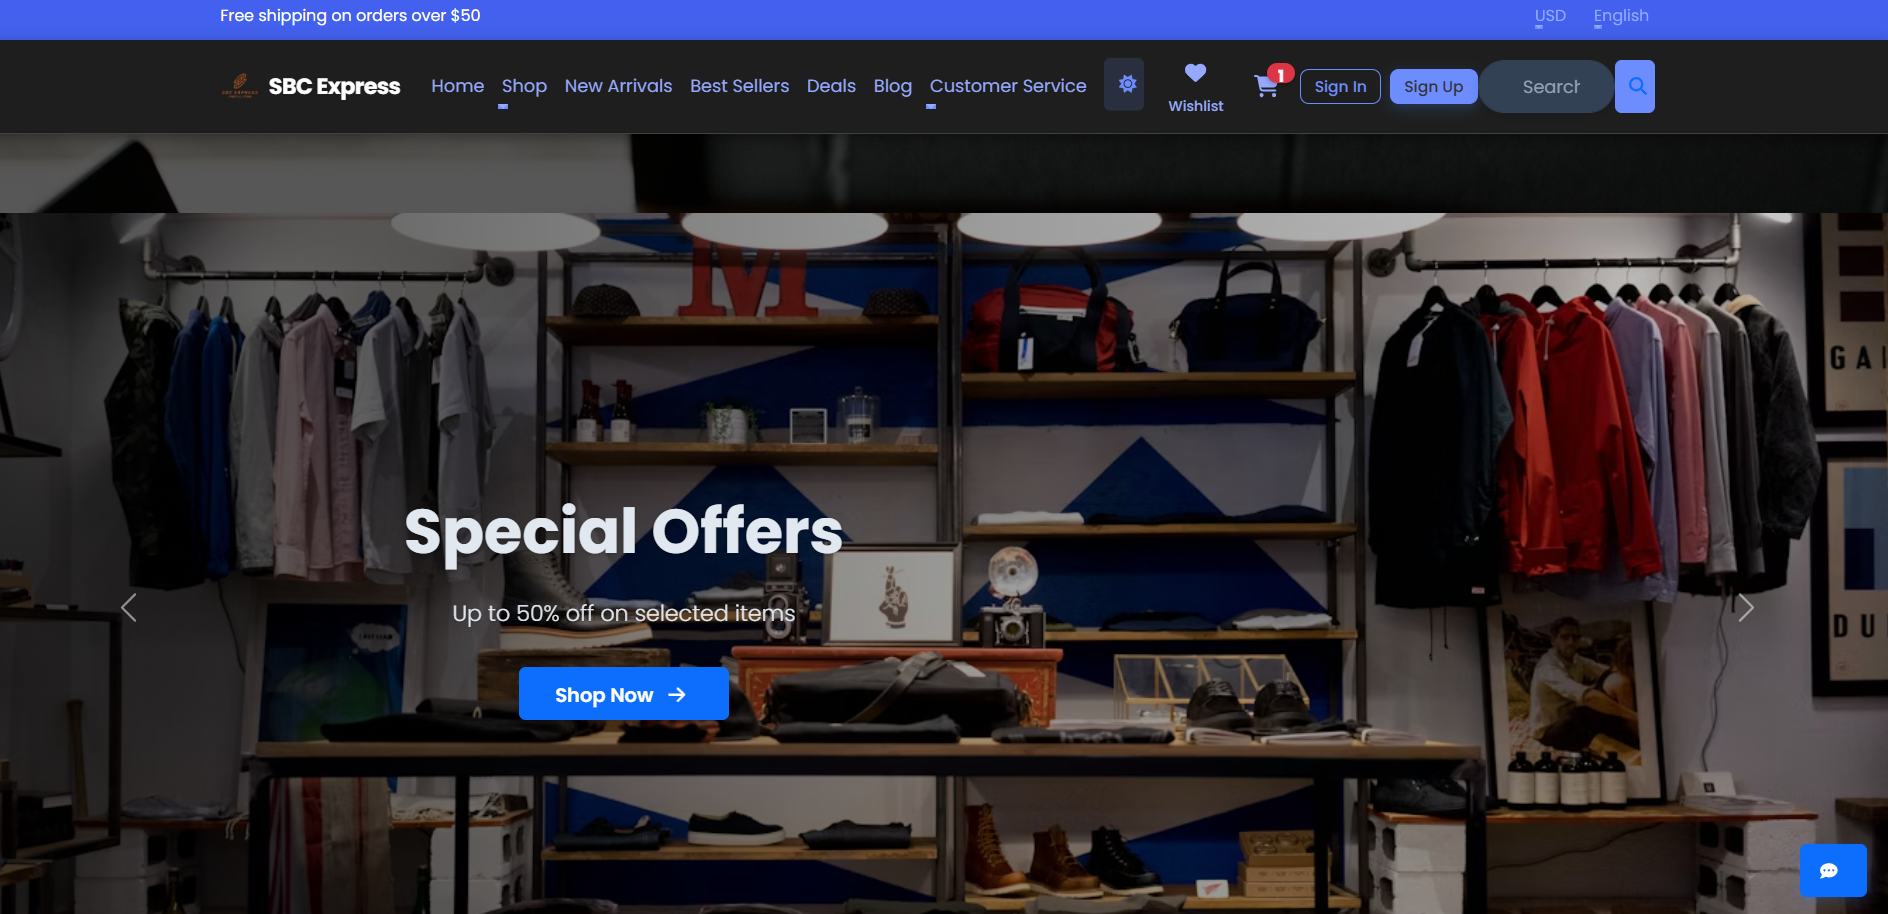 Free shipping on orders over $50
USD English
SBC Express Home Shop New Arrivals Best Sellers Deals Blog Customer Service Wishlist 1 Sign In Sign Up Search
M
GA
Special Offers
Up to 50% off on selected items
DU
Shop Now